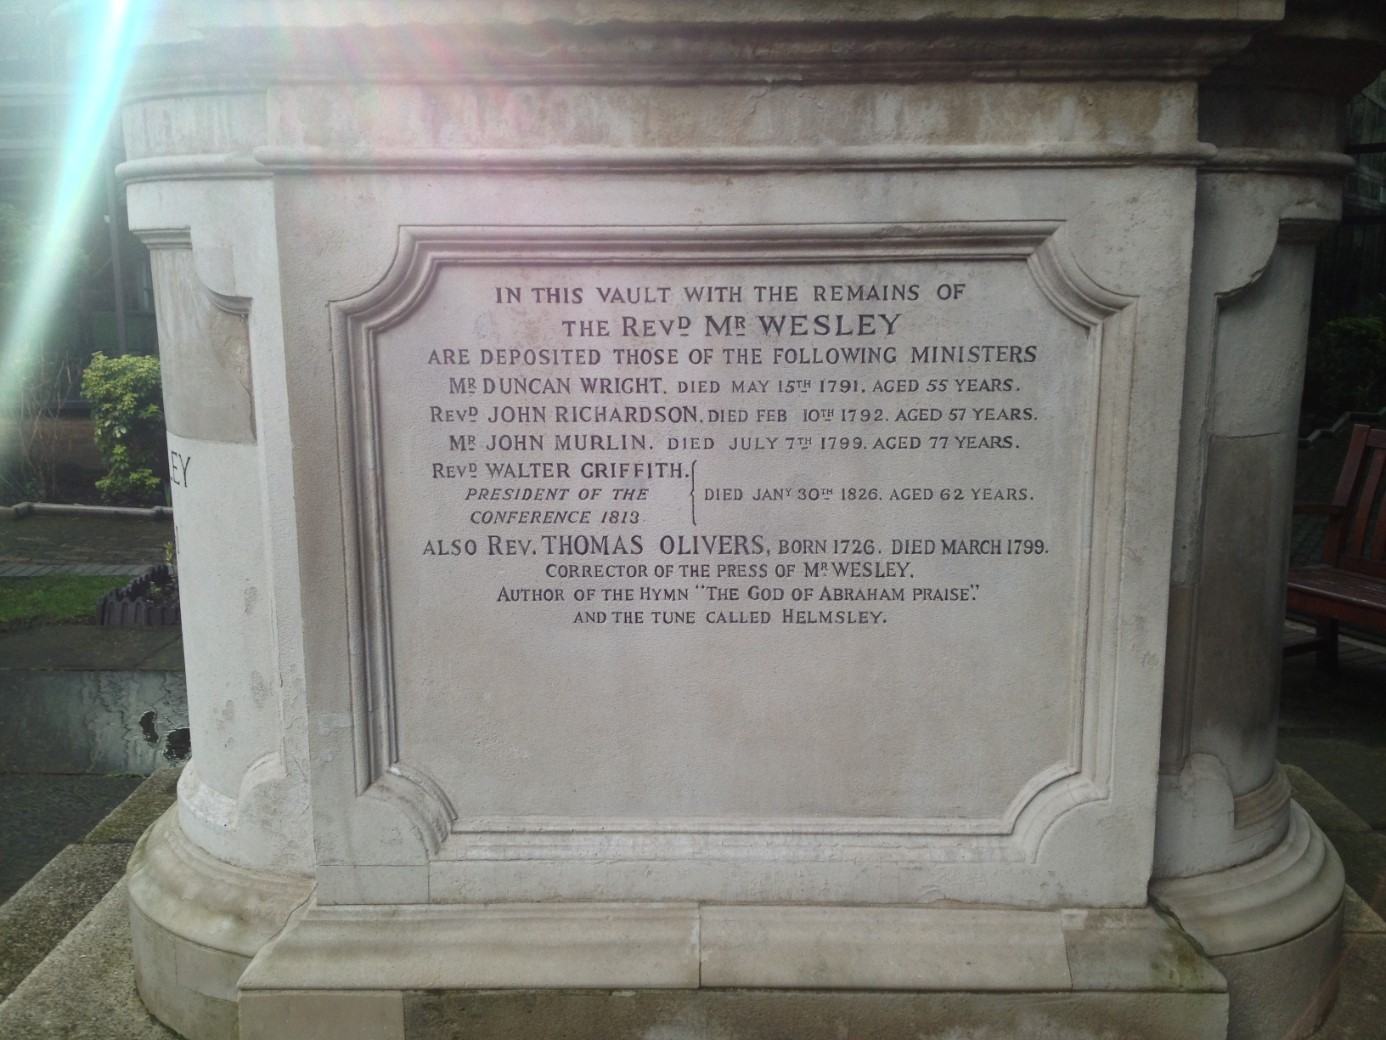 IN THIS VAULT WITH THE REMAINS OF
THE REVD MR WESLEY
ARE DEPOSITED THOSE OF THE FOLLOWING MINISTERS
MR DUNCAN WRIGHT. DIED MAY 15TH 1791. AGED 55 YEARS.
REVD JOHN RICHARDSON. DIED FEB 10TH 1792. AGED 57 YEARS.
MR JOHN MURLIN. DIED JULY 7TH 1799. AGED 77 YEARS.
REVD WALTER GRIFFITH.
PRESIDENT OF THE
CONFERENCE 1813.
DIED JANY 30TH 1826. AGED 62 YEARS.
ALSO REV. THOMAS OLIVERS, BORN 1726. DIED MARCH 1799.
CORRECTOR OF THE PRESS OF MR WESLEY.
AUTHOR OF THE HYMN "THE GOD OF ABRAHAM PRAISE".
AND THE TUNE CALLED HELMSLEY.